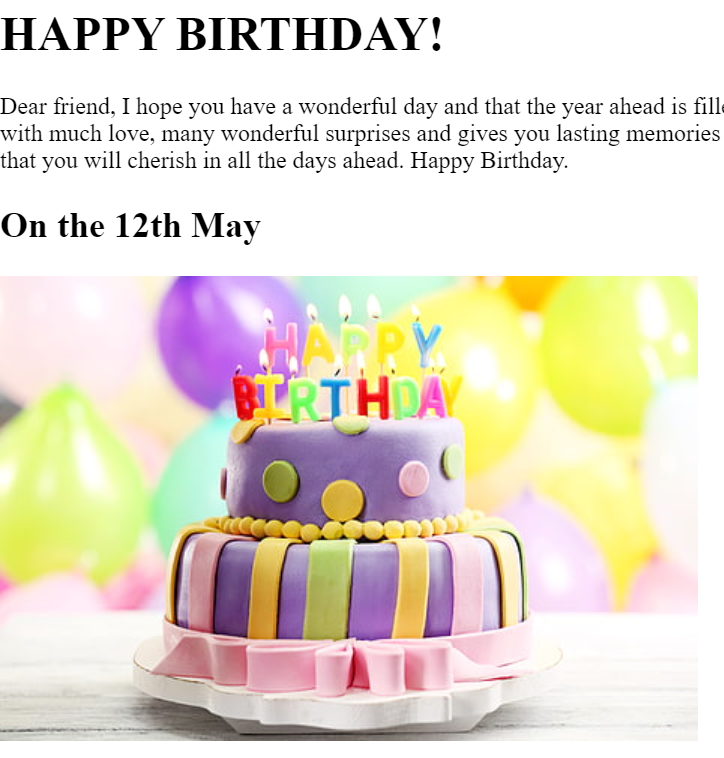 HAPPY BIRTHDAY!
Dear friend, I hope you have a wonderful day and that the year ahead is fille
with much love, many wonderful surprises and gives you lasting memories
that you will cherish in all the days ahead. Happy Birthday.
On the 12th May
HAPPY
BIRTHDAY